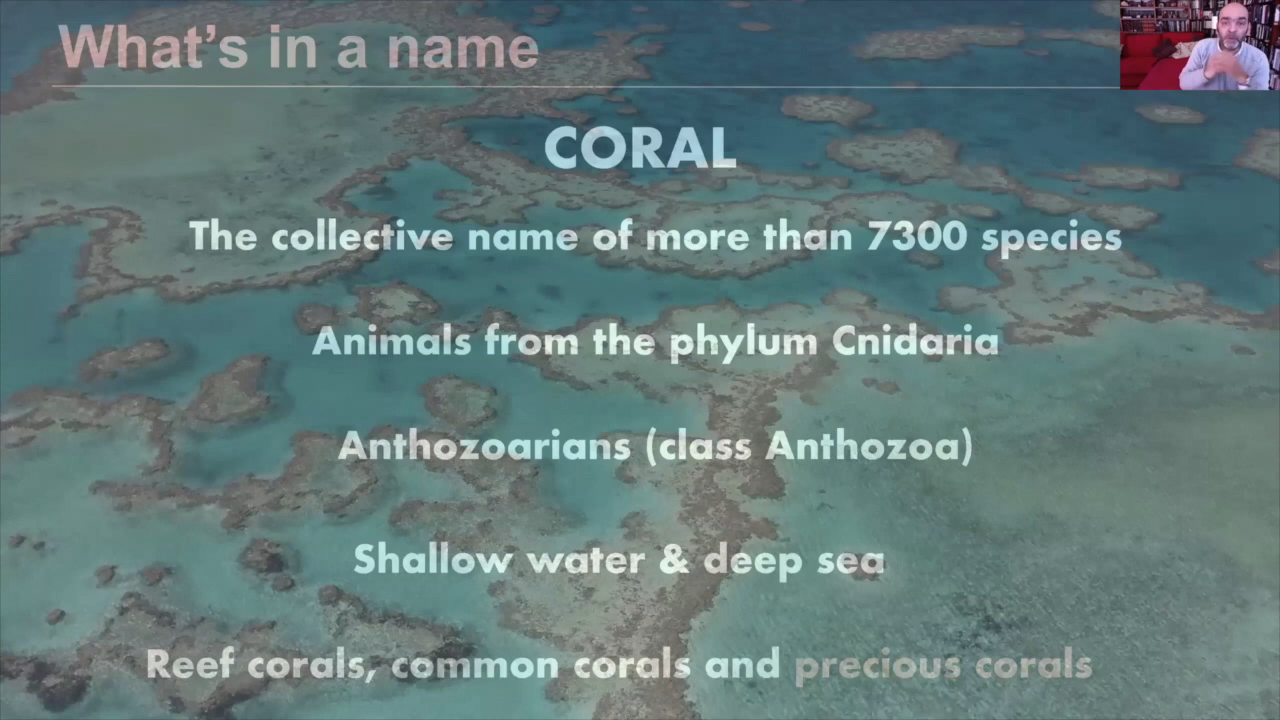 What's in a name
CORAL
The collective name of more than 7300 species
Animals from the phylum Cnidaria
Anthozoarians (class Anthozoa)
Shallow water & deep sea
Reef corals, common corals and precious corals